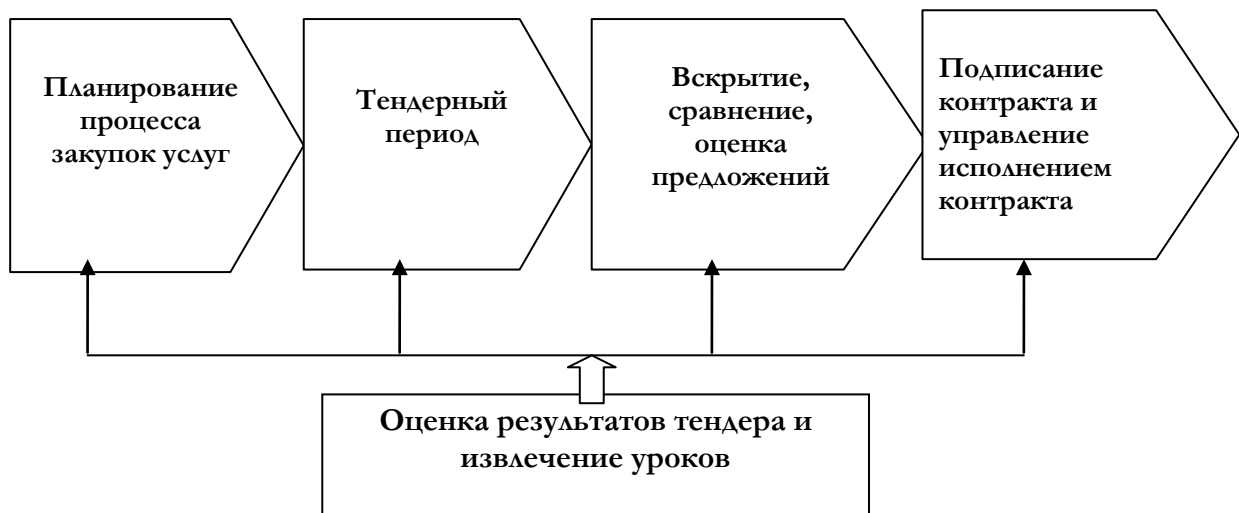 Планирование
процесса
закупок услуг
Тендерный
период
Вскрытие,
сравнение,
оценка
предложений
Подписание
контракта и
управление
исполнением
контракта
Оценка результатов тендера и
извлечение уроков